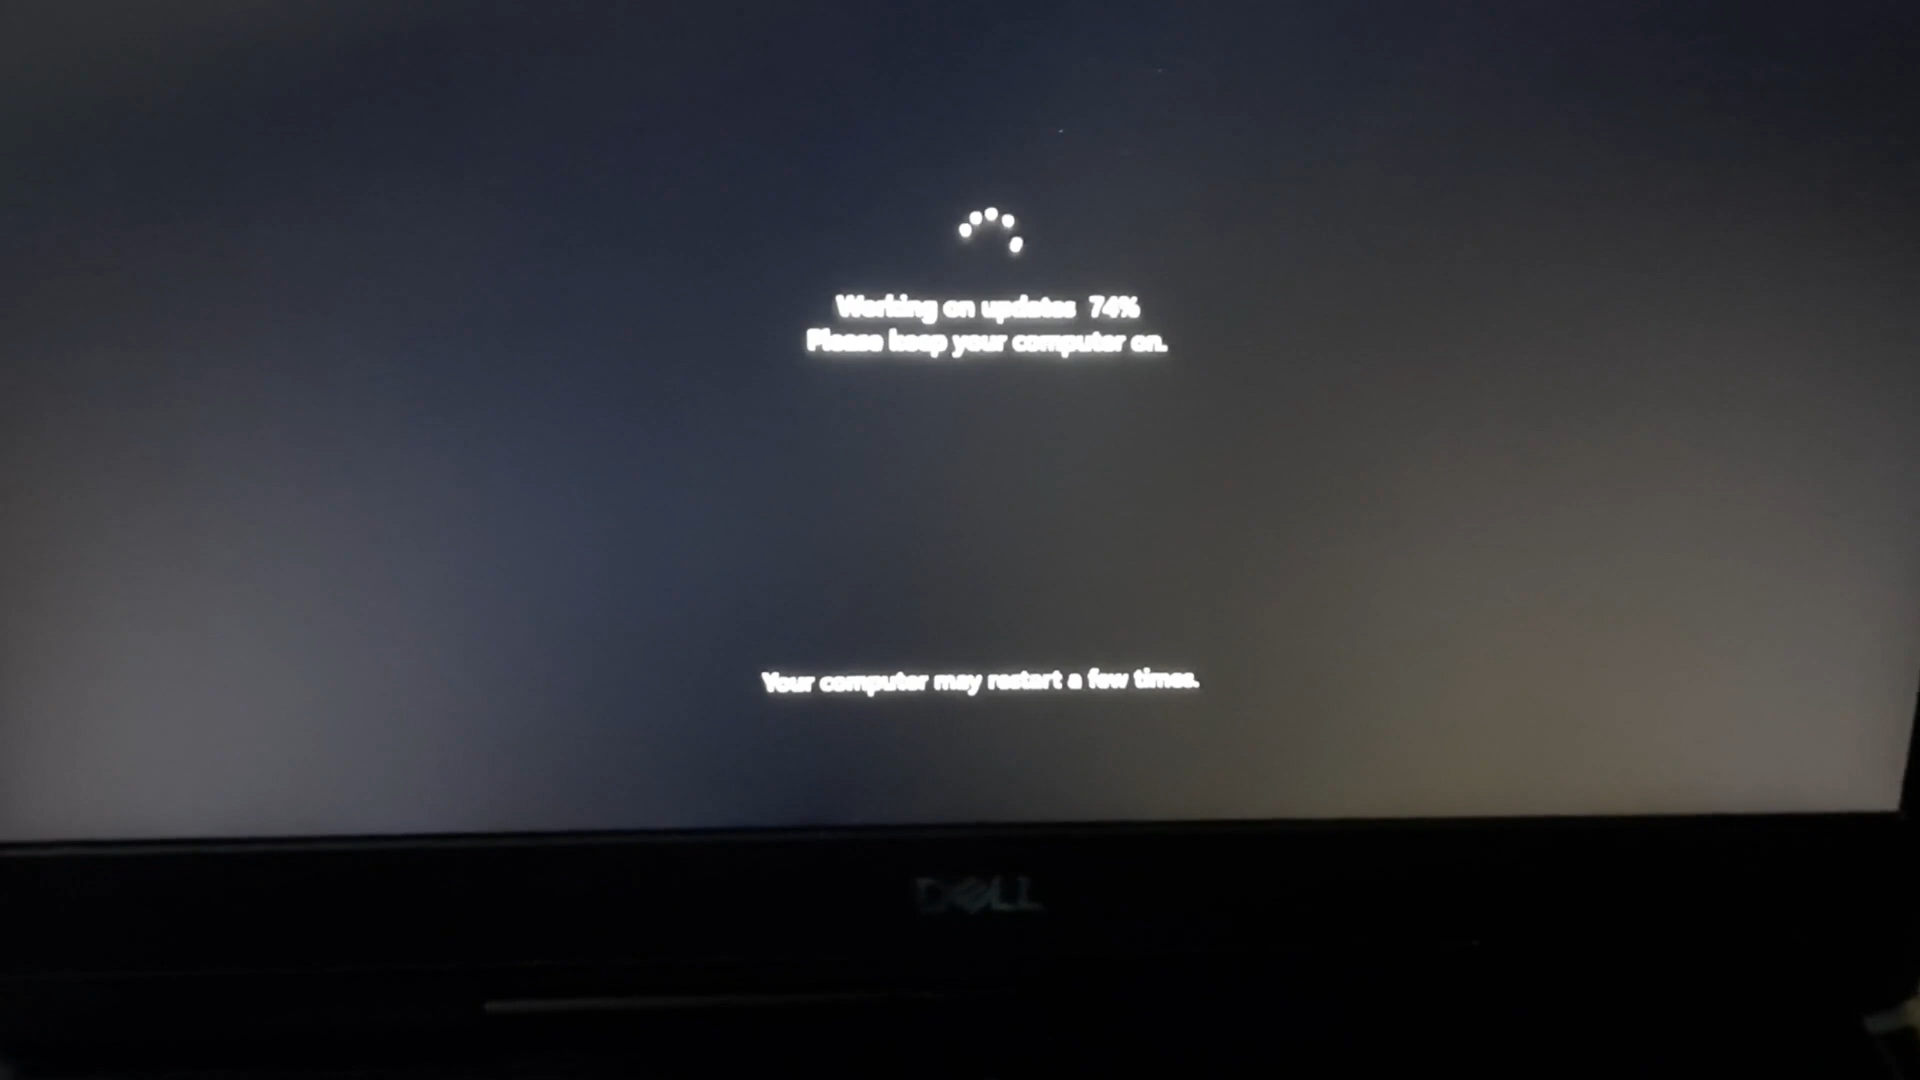 Working on updates 74%
Please keep your computer on.
Your computer may restart a few times.
DELL